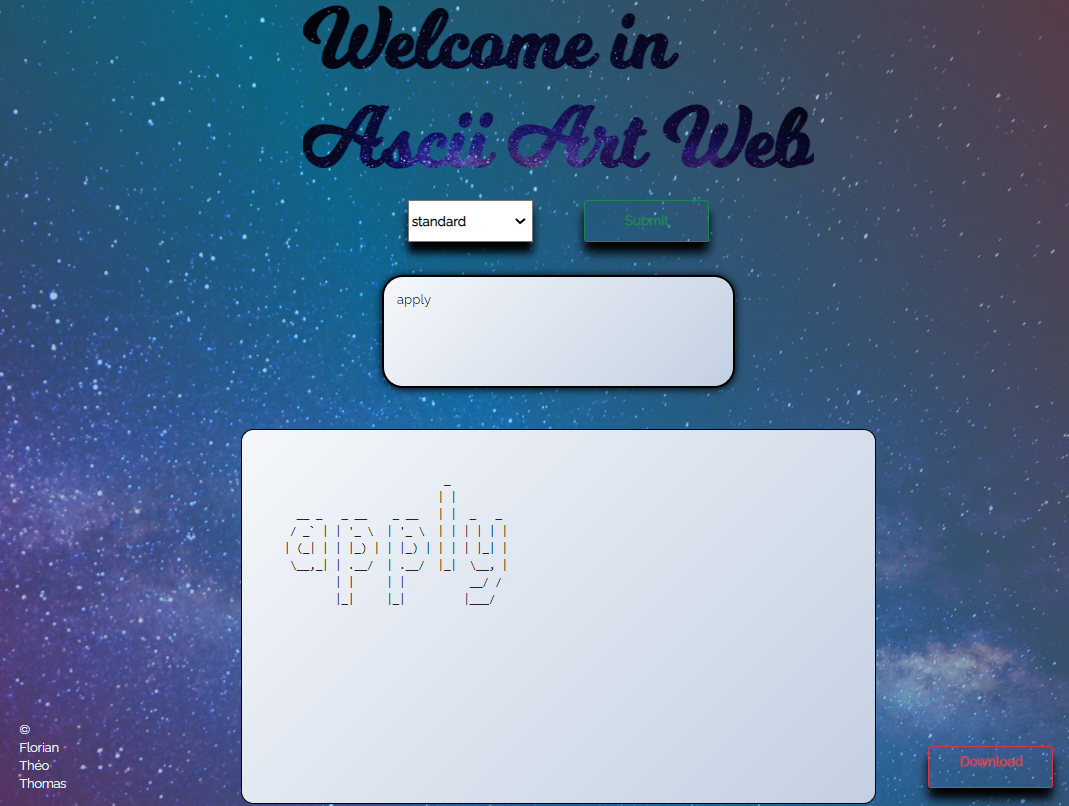 Welcome in
Ascii Art Web
standard
Submit
apply
apply
©
Florian
Théo
Thomas
Download